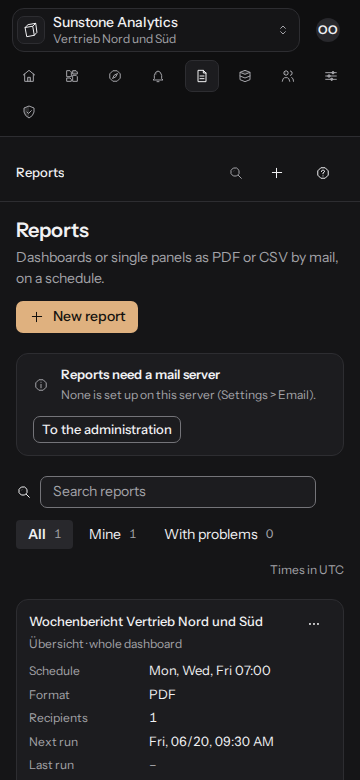 Sunstone Analytics
Vertrieb Nord und Süd
OO
Reports
Reports
Dashboards or single panels as PDF or CSV by mail,
on a schedule.
New report
Reports need a mail server
None is set up on this server (Settings > Email).
To the administration
Search reports
All 1 Mine 1 With problems 0
Times in UTC
Wochenbericht Vertrieb Nord und Süd
Übersicht · whole dashboard
Schedule Mon, Wed, Fri 07:00
Format PDF
Recipients 1
Next run Fri, 06/20, 09:30 AM
Last run –